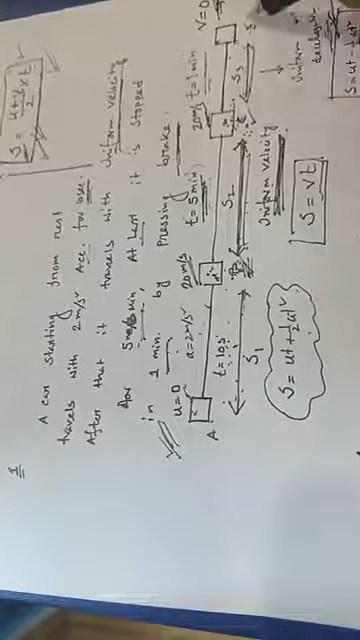 1
A car starting from rest
travels with 2 m/s² Acc. for 10sec.
After that it travels with Uniform velocity
for 5 min, At last it is stopped
in 1 min. by pressing brake.
u=0 a=2m/s² 20m/s t=5min 20m/s t=1min V=0
A t=10s B
S₁ S₂ S₃
Uniform velocity
Uniform
S = ut+½at²
S = vt
S = ut-½at²